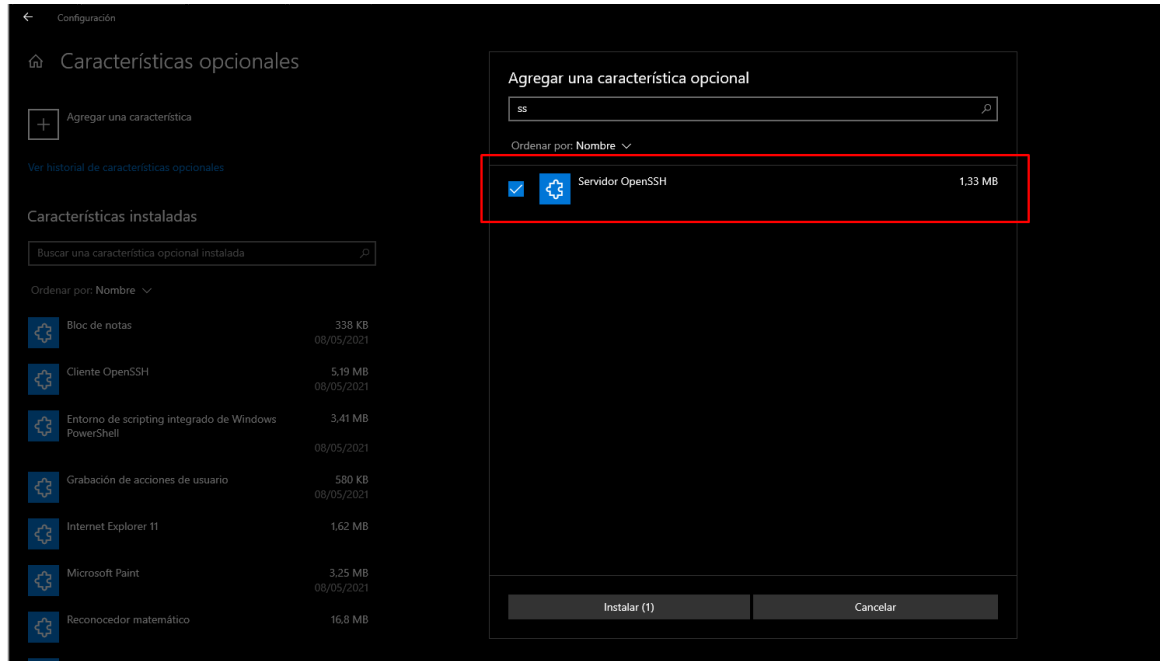 Configuración
Características opcionales
Agregar una característica
Ver historial de características opcionales
Características instaladas
Buscar una característica opcional instalada
Ordenar por: Nombre
Bloc de notas 338 KB
08/05/2021
Cliente OpenSSH 5,19 MB
08/05/2021
Entorno de scripting integrado de Windows 3,41 MB
PowerShell
08/05/2021
Grabación de acciones de usuario 580 KB
08/05/2021
Internet Explorer 11 1,62 MB
Microsoft Paint 3,25 MB
08/05/2021
Reconocedor matemático 16,8 MB
Agregar una característica opcional
ss
Ordenar por: Nombre
Servidor OpenSSH 1,33 MB
Instalar (1) Cancelar